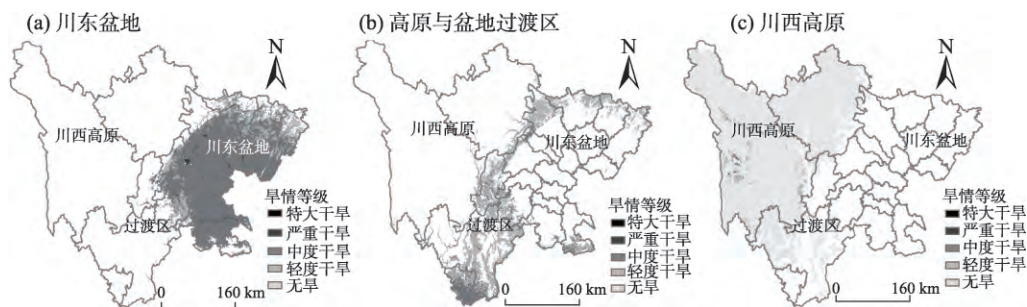 (a) 川东盆地
N
川西高原
川东盆地
过渡区
旱情等级
特大干旱
严重干旱
中度干旱
轻度干旱
无旱
0 160 km
(b) 高原与盆地过渡区
N
川西高原
川东盆地
过渡区
旱情等级
特大干旱
严重干旱
中度干旱
轻度干旱
无旱
0 160 km
(c) 川西高原
N
川西高原
川东盆地
过渡区
旱情等级
特大干旱
严重干旱
中度干旱
轻度干旱
无旱
0 160 km